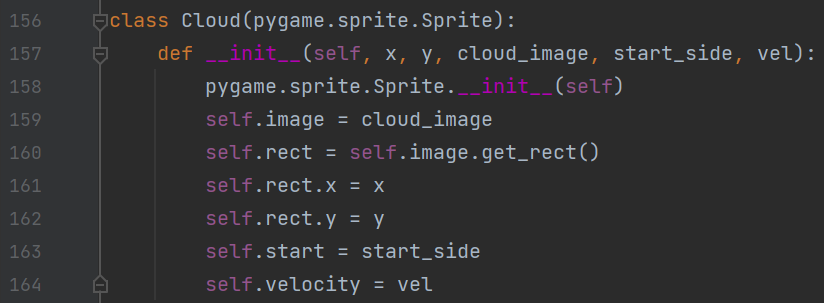 156 class Cloud(pygame.sprite.Sprite):
157     def __init__(self, x, y, cloud_image, start_side, vel):
158         pygame.sprite.Sprite.__init__(self)
159         self.image = cloud_image
160         self.rect = self.image.get_rect()
161         self.rect.x = x
162         self.rect.y = y
163         self.start = start_side
164         self.velocity = vel